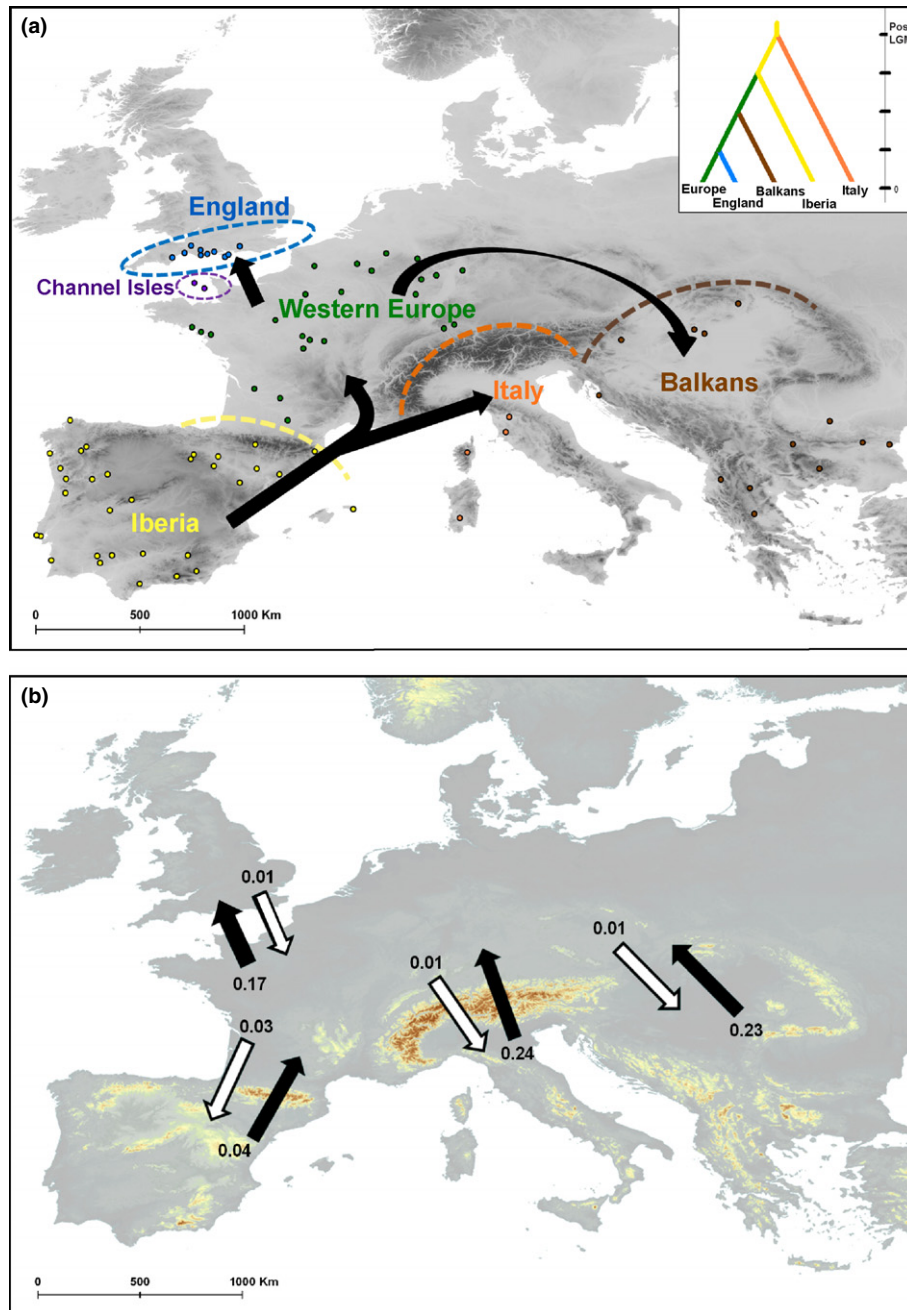 (a)
Pos
LGM
0
Europe
England
Balkans
Iberia
Italy
England
Channel Isles
Western Europe
Italy
Balkans
Iberia
0
500
1000 Km
(b)
0.01
0.17
0.03
0.04
0.01
0.24
0.01
0.23
0
500
1000 Km